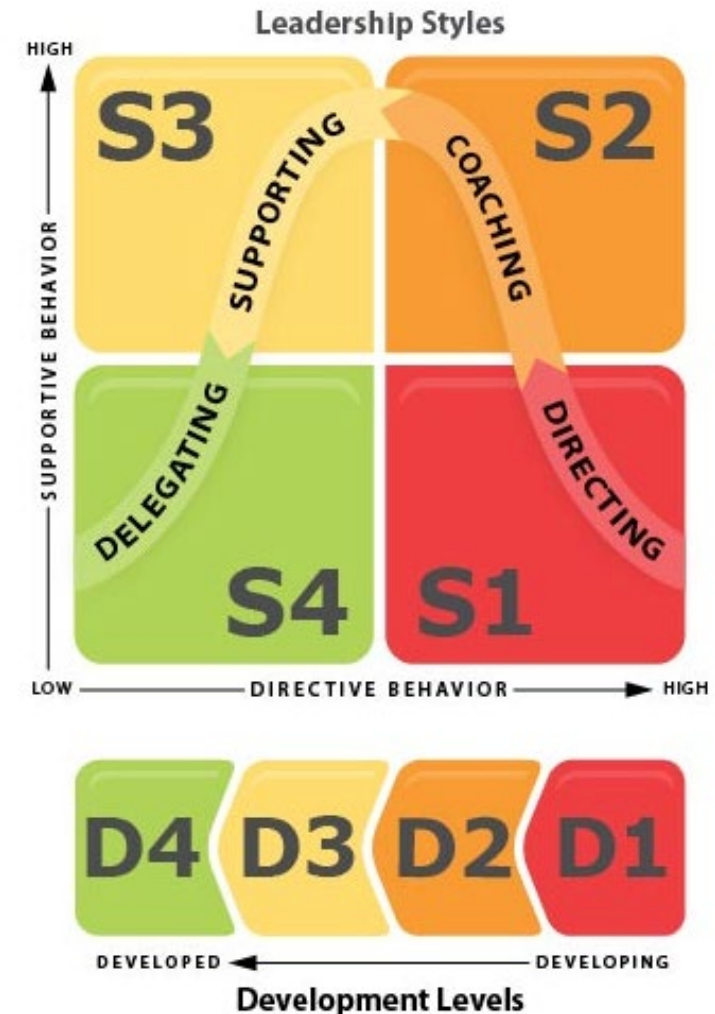 Leadership Styles
HIGH
SUPPORTIVE BEHAVIOR
S3
SUPPORTING
S2
COACHING
DELEGATING
S4
DIRECTING
S1
LOW
DIRECTIVE BEHAVIOR
HIGH
D4
D3
D2
D1
DEVELOPED
DEVELOPING
Development Levels